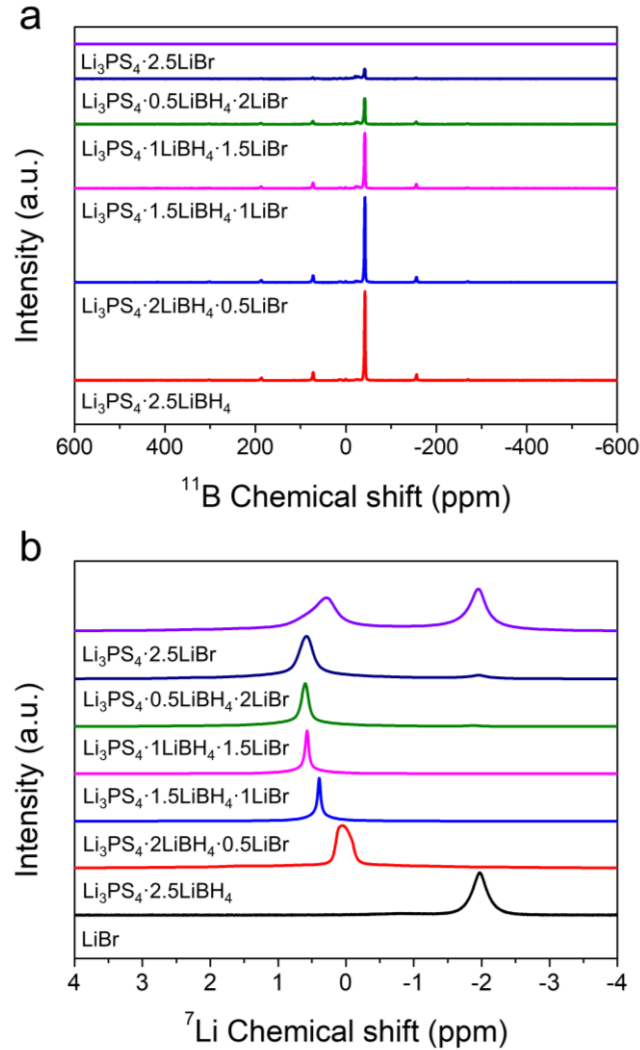 a
Intensity (a.u.)
Li₃PS₄·2.5LiBr
Li₃PS₄·0.5LiBH₄·2LiBr
Li₃PS₄·1LiBH₄·1.5LiBr
Li₃PS₄·1.5LiBH₄·1LiBr
Li₃PS₄·2LiBH₄·0.5LiBr
Li₃PS₄·2.5LiBH₄
600 400 200 0 -200 -400 -600
¹¹B Chemical shift (ppm)
b
Intensity (a.u.)
Li₃PS₄·2.5LiBr
Li₃PS₄·0.5LiBH₄·2LiBr
Li₃PS₄·1LiBH₄·1.5LiBr
Li₃PS₄·1.5LiBH₄·1LiBr
Li₃PS₄·2LiBH₄·0.5LiBr
Li₃PS₄·2.5LiBH₄
LiBr
4 3 2 1 0 -1 -2 -3 -4
⁷Li Chemical shift (ppm)